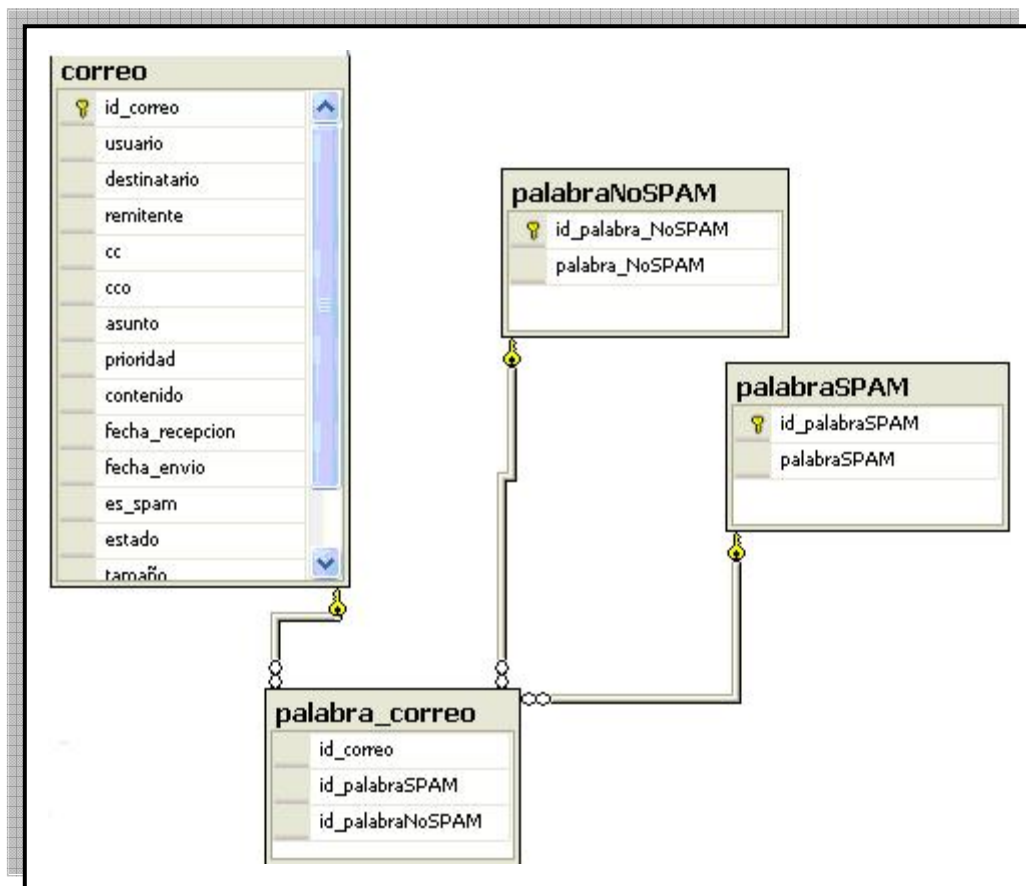 correo
id_correo
usuario
destinatario
remitente
cc
cco
asunto
prioridad
contenido
fecha_recepcion
fecha_envio
es_spam
estado
tamaño
palabraNoSPAM
id_palabra_NoSPAM
palabra_NoSPAM
palabraSPAM
id_palabraSPAM
palabraSPAM
palabra_correo
id_correo
id_palabraSPAM
id_palabraNoSPAM